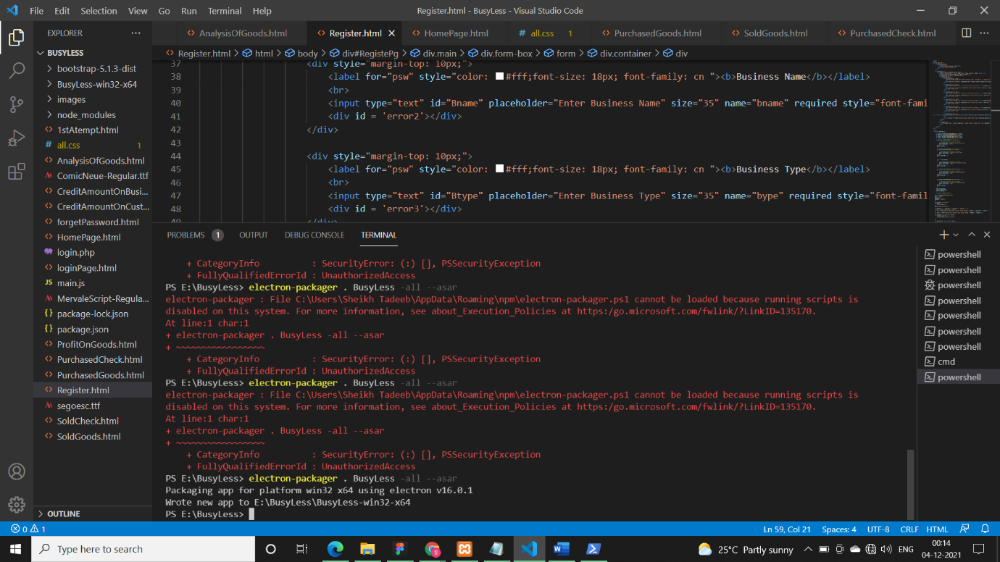 File Edit Selection View Go Run Terminal Help Register.html - BusyLess - Visual Studio Code
EXPLORER
AnalysisOfGoods.html Register.html HomePage.html all.css 1 PurchasedGoods.html SoldGoods.html PurchasedCheck.html
Register.html > html > body > div#RegistePg > div.main > div.form-box > form > div.container > div
BUSYLESS
bootstrap-5.1.3-dist
BusyLess-win32-x64
images
node_modules
1stAtempt.html
all.css 1
AnalysisOfGoods.html
ComicNeue-Regular.ttf
CreditAmountOnBusi...
CreditAmountOnCust...
forgetPassword.html
HomePage.html
login.php
loginPage.html
main.js
MervaleScript-Regula...
package-lock.json
package.json
ProfitOnGoods.html
PurchasedCheck.html
PurchasedGoods.html
Register.html
segoesc.ttf
SoldCheck.html
SoldGoods.html
OUTLINE
37 <div style="margin-top: 10px;">
38 <label for="psw" style="color: #fff;font-size: 18px; font-family: cn "><b>Business Name</b></label>
39 <br>
40 <input type="text" id="Bname" placeholder="Enter Business Name" size="35" name="bname" required style="font-fami
41 <div id = 'error2'></div>
42 </div>
43
44 <div style="margin-top: 10px;">
45 <label for="psw" style="color: #fff;font-size: 18px; font-family: cn "><b>Business Type</b></label>
46 <br>
47 <input type="text" id="Btype" placeholder="Enter Business Type" size="35" name="bype" required style="font-famil
48 <div id = 'error3'></div>
49 </div>
PROBLEMS 1 OUTPUT DEBUG CONSOLE TERMINAL
+ CategoryInfo : SecurityError: (:) [], PSSecurityException
+ FullyQualifiedErrorId : UnauthorizedAccess
PS E:\BusyLess> electron-packager . BusyLess -all --asar
electron-packager : File C:\Users\Sheikh Tadeeb\AppData\Roaming\npm\electron-packager.ps1 cannot be loaded because running scripts is
disabled on this system. For more information, see about_Execution_Policies at https:/go.microsoft.com/fwlink/?LinkID=135170.
At line:1 char:1
+ electron-packager . BusyLess -all --asar
+ ~~~~~~~~~~~~~~~~~
+ CategoryInfo : SecurityError: (:) [], PSSecurityException
+ FullyQualifiedErrorId : UnauthorizedAccess
PS E:\BusyLess> electron-packager . BusyLess -all --asar
electron-packager : File C:\Users\Sheikh Tadeeb\AppData\Roaming\npm\electron-packager.ps1 cannot be loaded because running scripts is
disabled on this system. For more information, see about_Execution_Policies at https:/go.microsoft.com/fwlink/?LinkID=135170.
At line:1 char:1
+ electron-packager . BusyLess -all --asar
+ ~~~~~~~~~~~~~~~~~
+ CategoryInfo : SecurityError: (:) [], PSSecurityException
+ FullyQualifiedErrorId : UnauthorizedAccess
PS E:\BusyLess> electron-packager . BusyLess -all --asar
Packaging app for platform win32 x64 using electron v16.0.1
Wrote new app to E:\BusyLess\BusyLess-win32-x64
PS E:\BusyLess>
powershell
powershell
powershell
powershell
powershell
powershell
powershell
cmd
powershell
0 1 Ln 59, Col 21 Spaces: 4 UTF-8 CRLF HTML
Type here to search
25°C Partly sunny ENG
00:14
04-12-2021